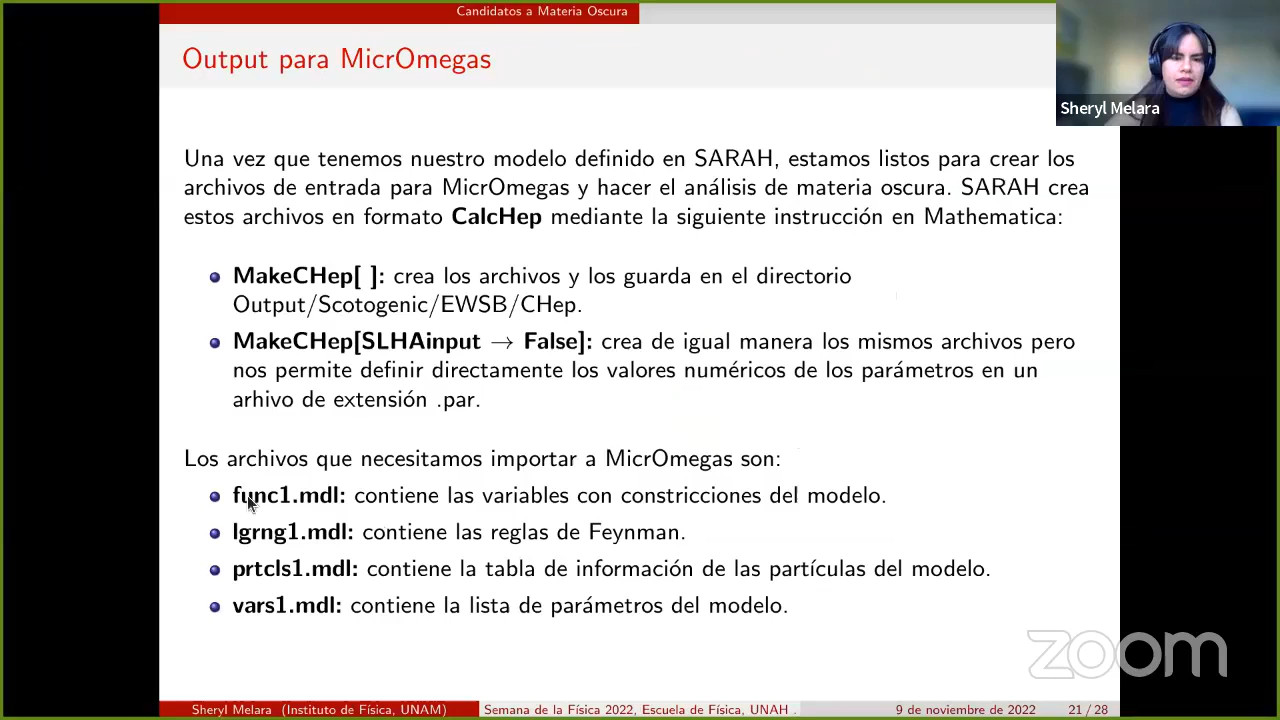 Candidatos a Materia Oscura
Output para MicrOmegas
Sheryl Melara
Una vez que tenemos nuestro modelo definido en SARAH, estamos listos para crear los
archivos de entrada para MicrOmegas y hacer el análisis de materia oscura. SARAH crea
estos archivos en formato CalcHep mediante la siguiente instrucción en Mathematica:
MakeCHep[ ]: crea los archivos y los guarda en el directorio
Output/Scotogenic/EWSB/CHep.
MakeCHep[SLHAinput → False]: crea de igual manera los mismos archivos pero
nos permite definir directamente los valores numéricos de los parámetros en un
arhivo de extensión .par.
Los archivos que necesitamos importar a MicrOmegas son:
func1.mdl: contiene las variables con constricciones del modelo.
lgrng1.mdl: contiene las reglas de Feynman.
prtcls1.mdl: contiene la tabla de información de las partículas del modelo.
vars1.mdl: contiene la lista de parámetros del modelo.
zoom
Sheryl Melara (Instituto de Física, UNAM) Semana de la Física 2022, Escuela de Física, UNAH . 9 de noviembre de 2022 21 / 28